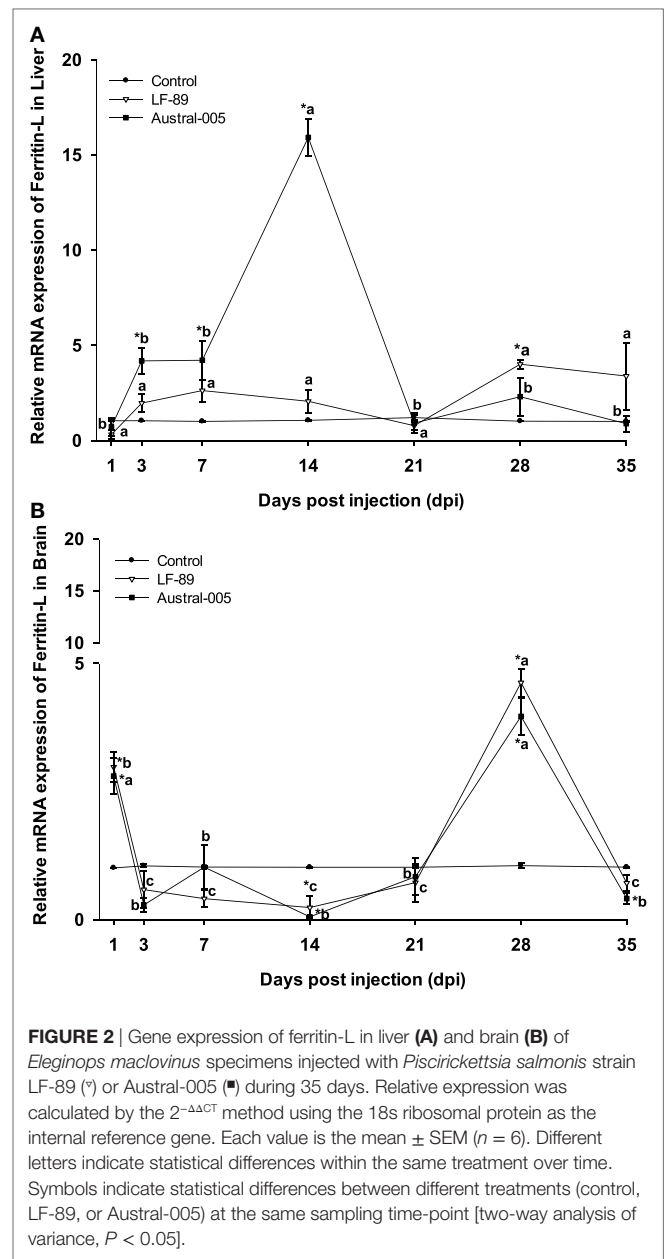 A
Relative mRNA expression of Ferritin-L in Liver
20
15
10
5
0
Control
LF-89
Austral-005
b
a
*b
a
*b
a
*a
a
b
a
*a
b
a
b
1 3 7 14 21 28 35
Days post injection (dpi)
B
Relative mRNA expression of Ferritin-L in Brain
20
15
10
5
0
Control
LF-89
Austral-005
*b
*a
c
b
b
c
*c
*b
b
c
*a
*a
c
*b
1 3 7 14 21 28 35
Days post injection (dpi)
FIGURE 2 | Gene expression of ferritin-L in liver (A) and brain (B) of
Eleginops maclovinus specimens injected with Piscirickettsia salmonis strain
LF-89 (▿) or Austral-005 (■) during 35 days. Relative expression was
calculated by the 2−ΔΔCT method using the 18s ribosomal protein as the
internal reference gene. Each value is the mean ± SEM (n = 6). Different
letters indicate statistical differences within the same treatment over time.
Symbols indicate statistical differences between different treatments (control,
LF-89, or Austral-005) at the same sampling time-point [two-way analysis of
variance, P < 0.05].